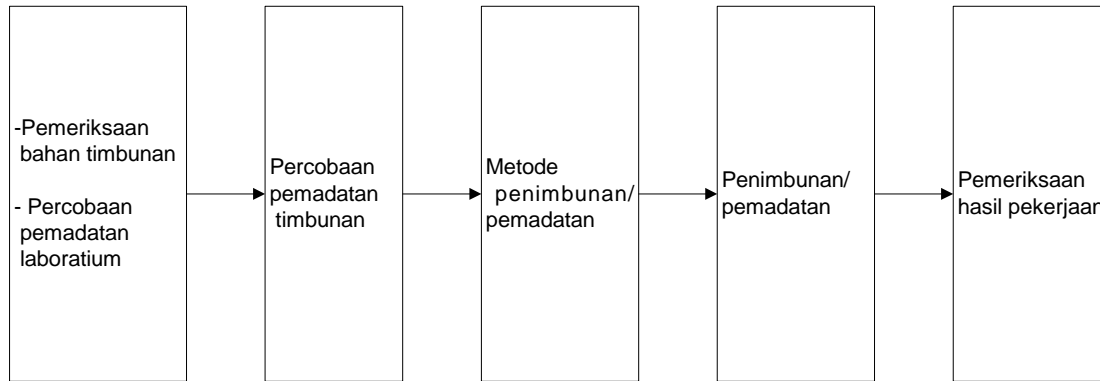 -Pemeriksaan
bahan timbunan
- Percobaan
pemadatan
laboratium
Percobaan
pemadatan
timbunan
Metode
penimbunan/
pemadatan
Penimbunan/
pemadatan
Pemeriksaan
hasil pekerjaan